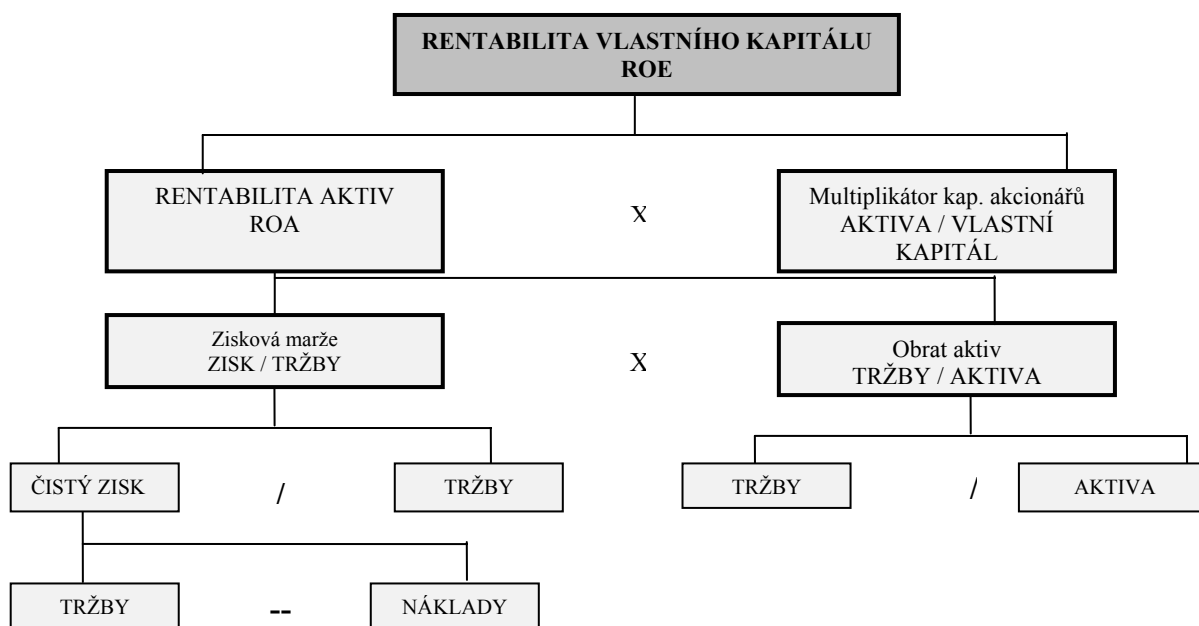 RENTABILITA VLASTNÍHO KAPITÁLU
ROE
RENTABILITA AKTIV
ROA
X
Multiplikátor kap. akcionářů
AKTIVA / VLASTNÍ
KAPITÁL
Zisková marže
ZISK / TRŽBY
X
Obrat aktiv
TRŽBY / AKTIVA
ČISTÝ ZISK
/
TRŽBY
TRŽBY
/
AKTIVA
TRŽBY
--
NÁKLADY